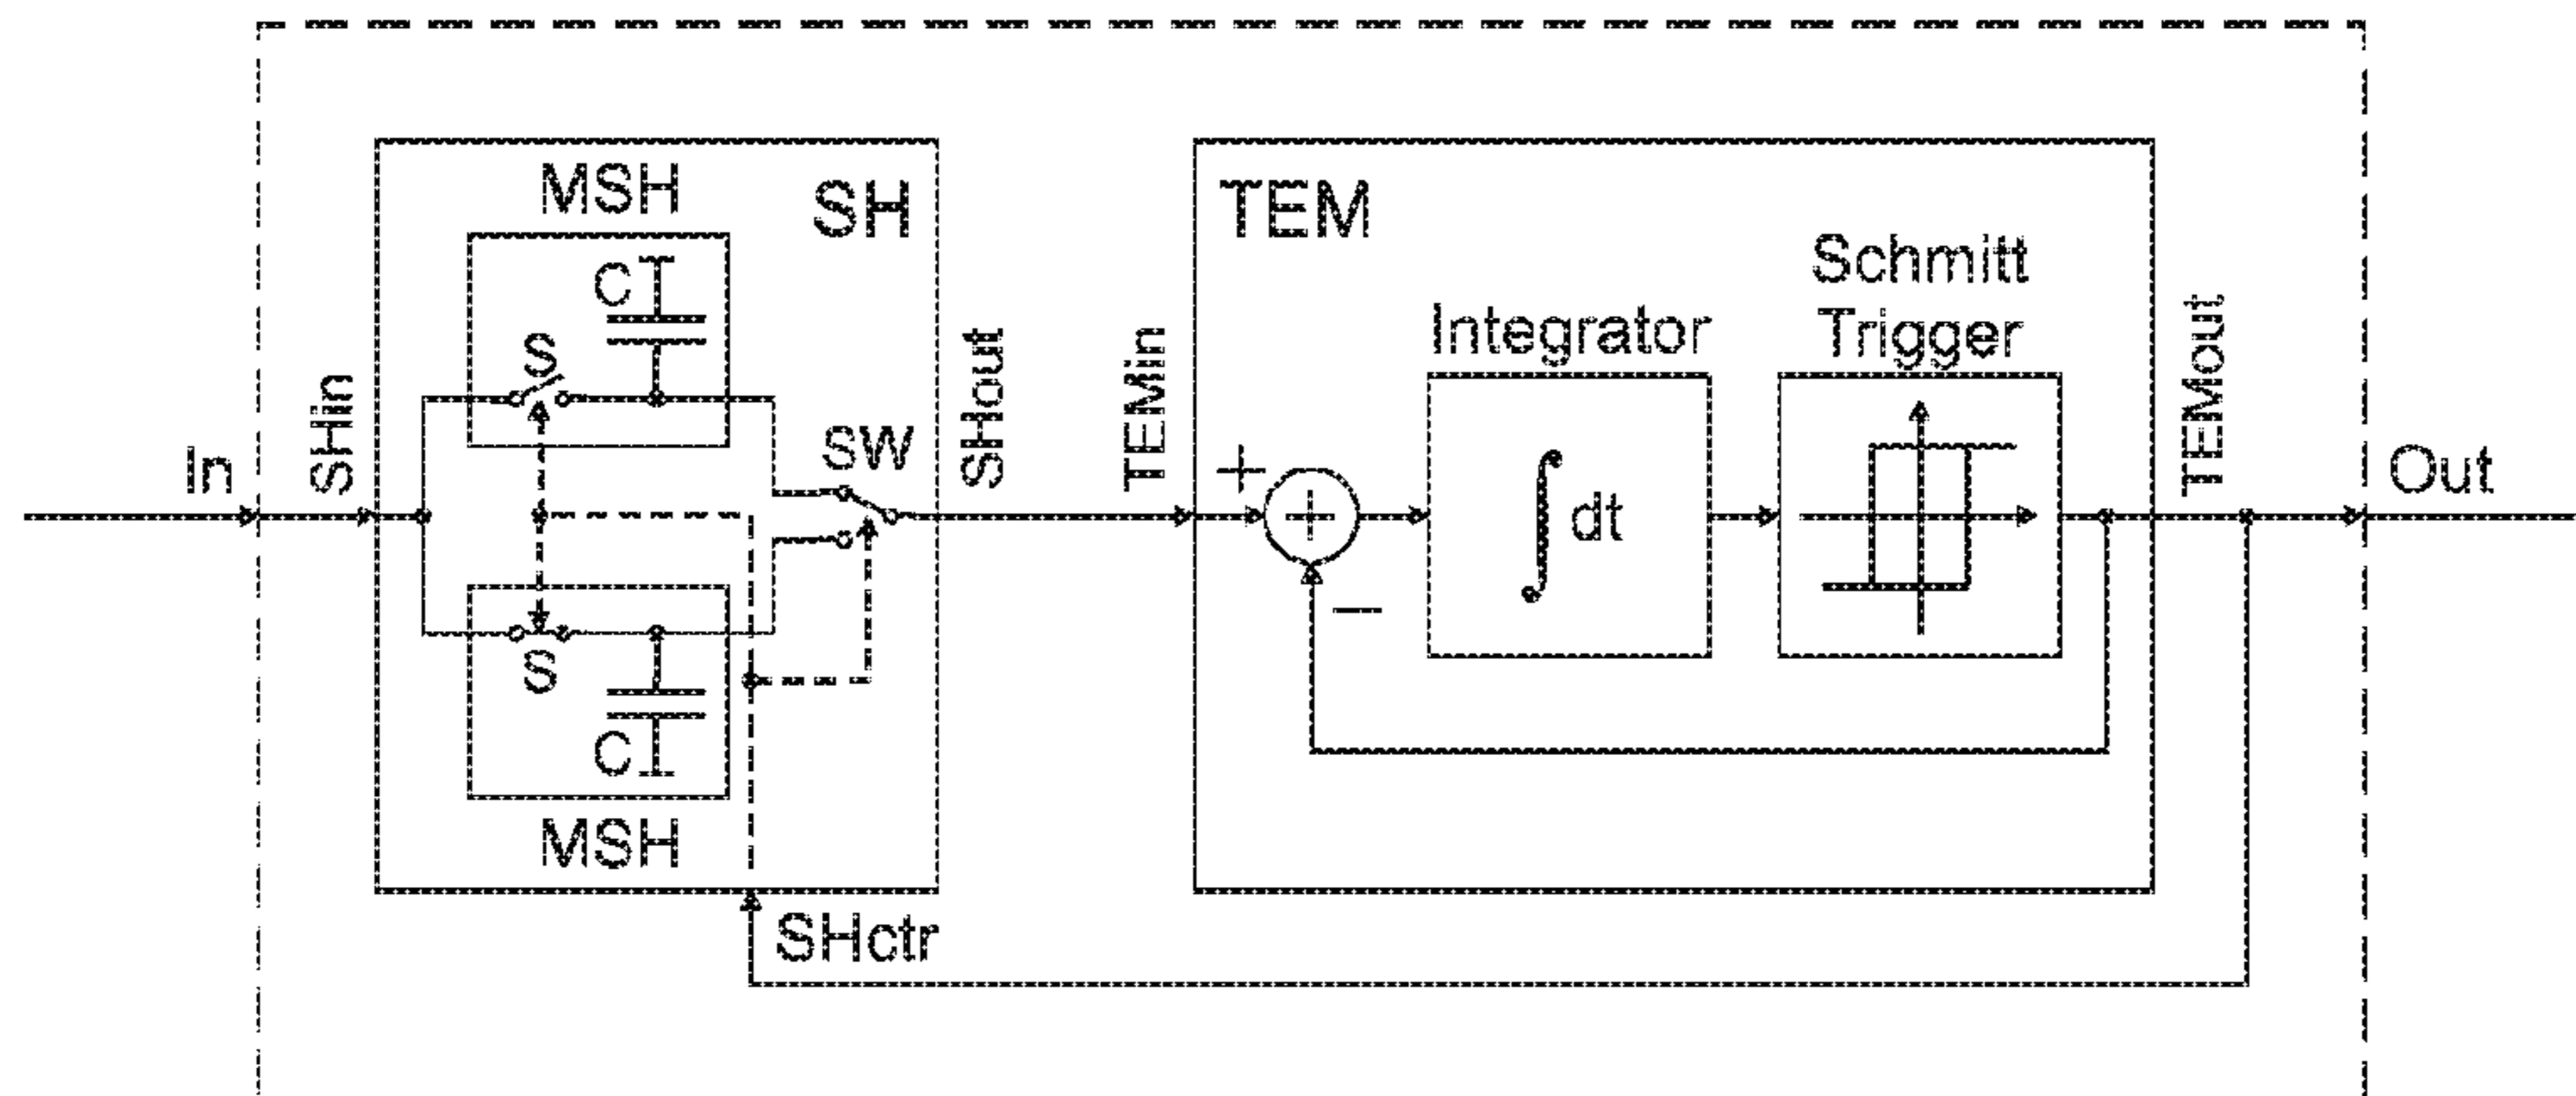 MSH
SH
C
S
SW
S
C
MSH
In
SHin
SHout
SHctr
TEMin
TEM
+
+
−
Integrator
∫ dt
Schmitt
Trigger
TEMout
Out